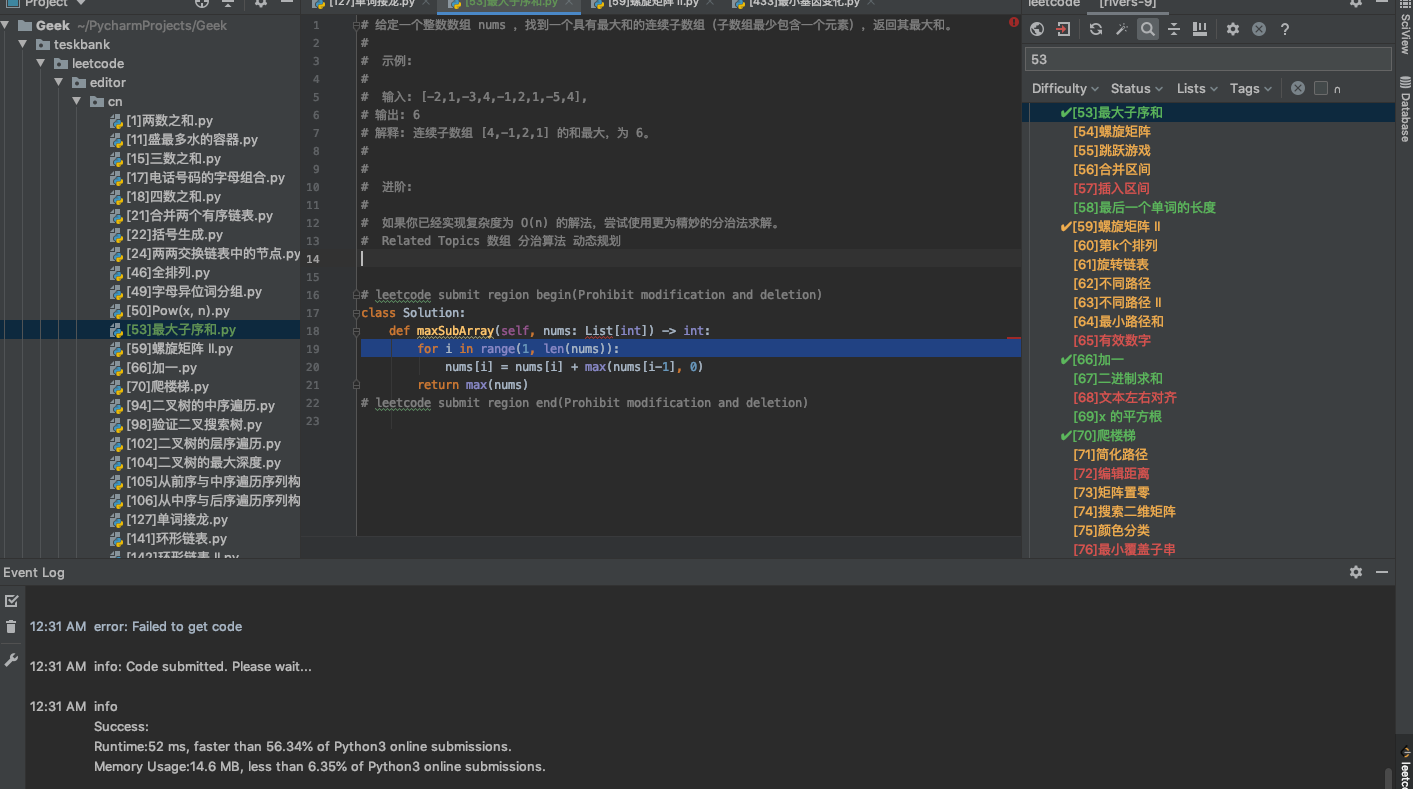 Project
Geek ~/PycharmProjects/Geek
teskbank
leetcode
editor
cn
[1]两数之和.py
[11]盛最多水的容器.py
[15]三数之和.py
[17]电话号码的字母组合.py
[18]四数之和.py
[21]合并两个有序链表.py
[22]括号生成.py
[24]两两交换链表中的节点.py
[46]全排列.py
[49]字母异位词分组.py
[50]Pow(x, n).py
[53]最大子序和.py
[59]螺旋矩阵 II.py
[66]加一.py
[70]爬楼梯.py
[94]二叉树的中序遍历.py
[98]验证二叉搜索树.py
[102]二叉树的层序遍历.py
[104]二叉树的最大深度.py
[105]从前序与中序遍历序列构
[106]从中序与后序遍历序列构
[127]单词接龙.py
[141]环形链表.py
[142]环形链表 II.py
[127]单词接龙.py
[53]最大子序和.py
[59]螺旋矩阵 II.py
[433]最小基因变化.py
1 # 给定一个整数数组 nums ，找到一个具有最大和的连续子数组（子数组最少包含一个元素），返回其最大和。
2 #
3 # 示例:
4 #
5 # 输入: [-2,1,-3,4,-1,2,1,-5,4],
6 # 输出: 6
7 # 解释: 连续子数组 [4,-1,2,1] 的和最大，为 6。
8 #
9 #
10 # 进阶:
11 #
12 # 如果你已经实现复杂度为 O(n) 的解法，尝试使用更为精妙的分治法求解。
13 # Related Topics 数组 分治算法 动态规划
14
15
16 # leetcode submit region begin(Prohibit modification and deletion)
17 class Solution:
18 def maxSubArray(self, nums: List[int]) -> int:
19 for i in range(1, len(nums)):
20 nums[i] = nums[i] + max(nums[i-1], 0)
21 return max(nums)
22 # leetcode submit region end(Prohibit modification and deletion)
23
leetcode [rivers-9]
?
53
Difficulty Status Lists Tags n
✔[53]最大子序和
[54]螺旋矩阵
[55]跳跃游戏
[56]合并区间
[57]插入区间
[58]最后一个单词的长度
✔[59]螺旋矩阵 II
[60]第k个排列
[61]旋转链表
[62]不同路径
[63]不同路径 II
[64]最小路径和
[65]有效数字
✔[66]加一
[67]二进制求和
[68]文本左右对齐
[69]x 的平方根
✔[70]爬楼梯
[71]简化路径
[72]编辑距离
[73]矩阵置零
[74]搜索二维矩阵
[75]颜色分类
[76]最小覆盖子串
SciView
Database
leetc
Event Log
12:31 AM error: Failed to get code
12:31 AM info: Code submitted. Please wait...
12:31 AM info
Success:
Runtime:52 ms, faster than 56.34% of Python3 online submissions.
Memory Usage:14.6 MB, less than 6.35% of Python3 online submissions.